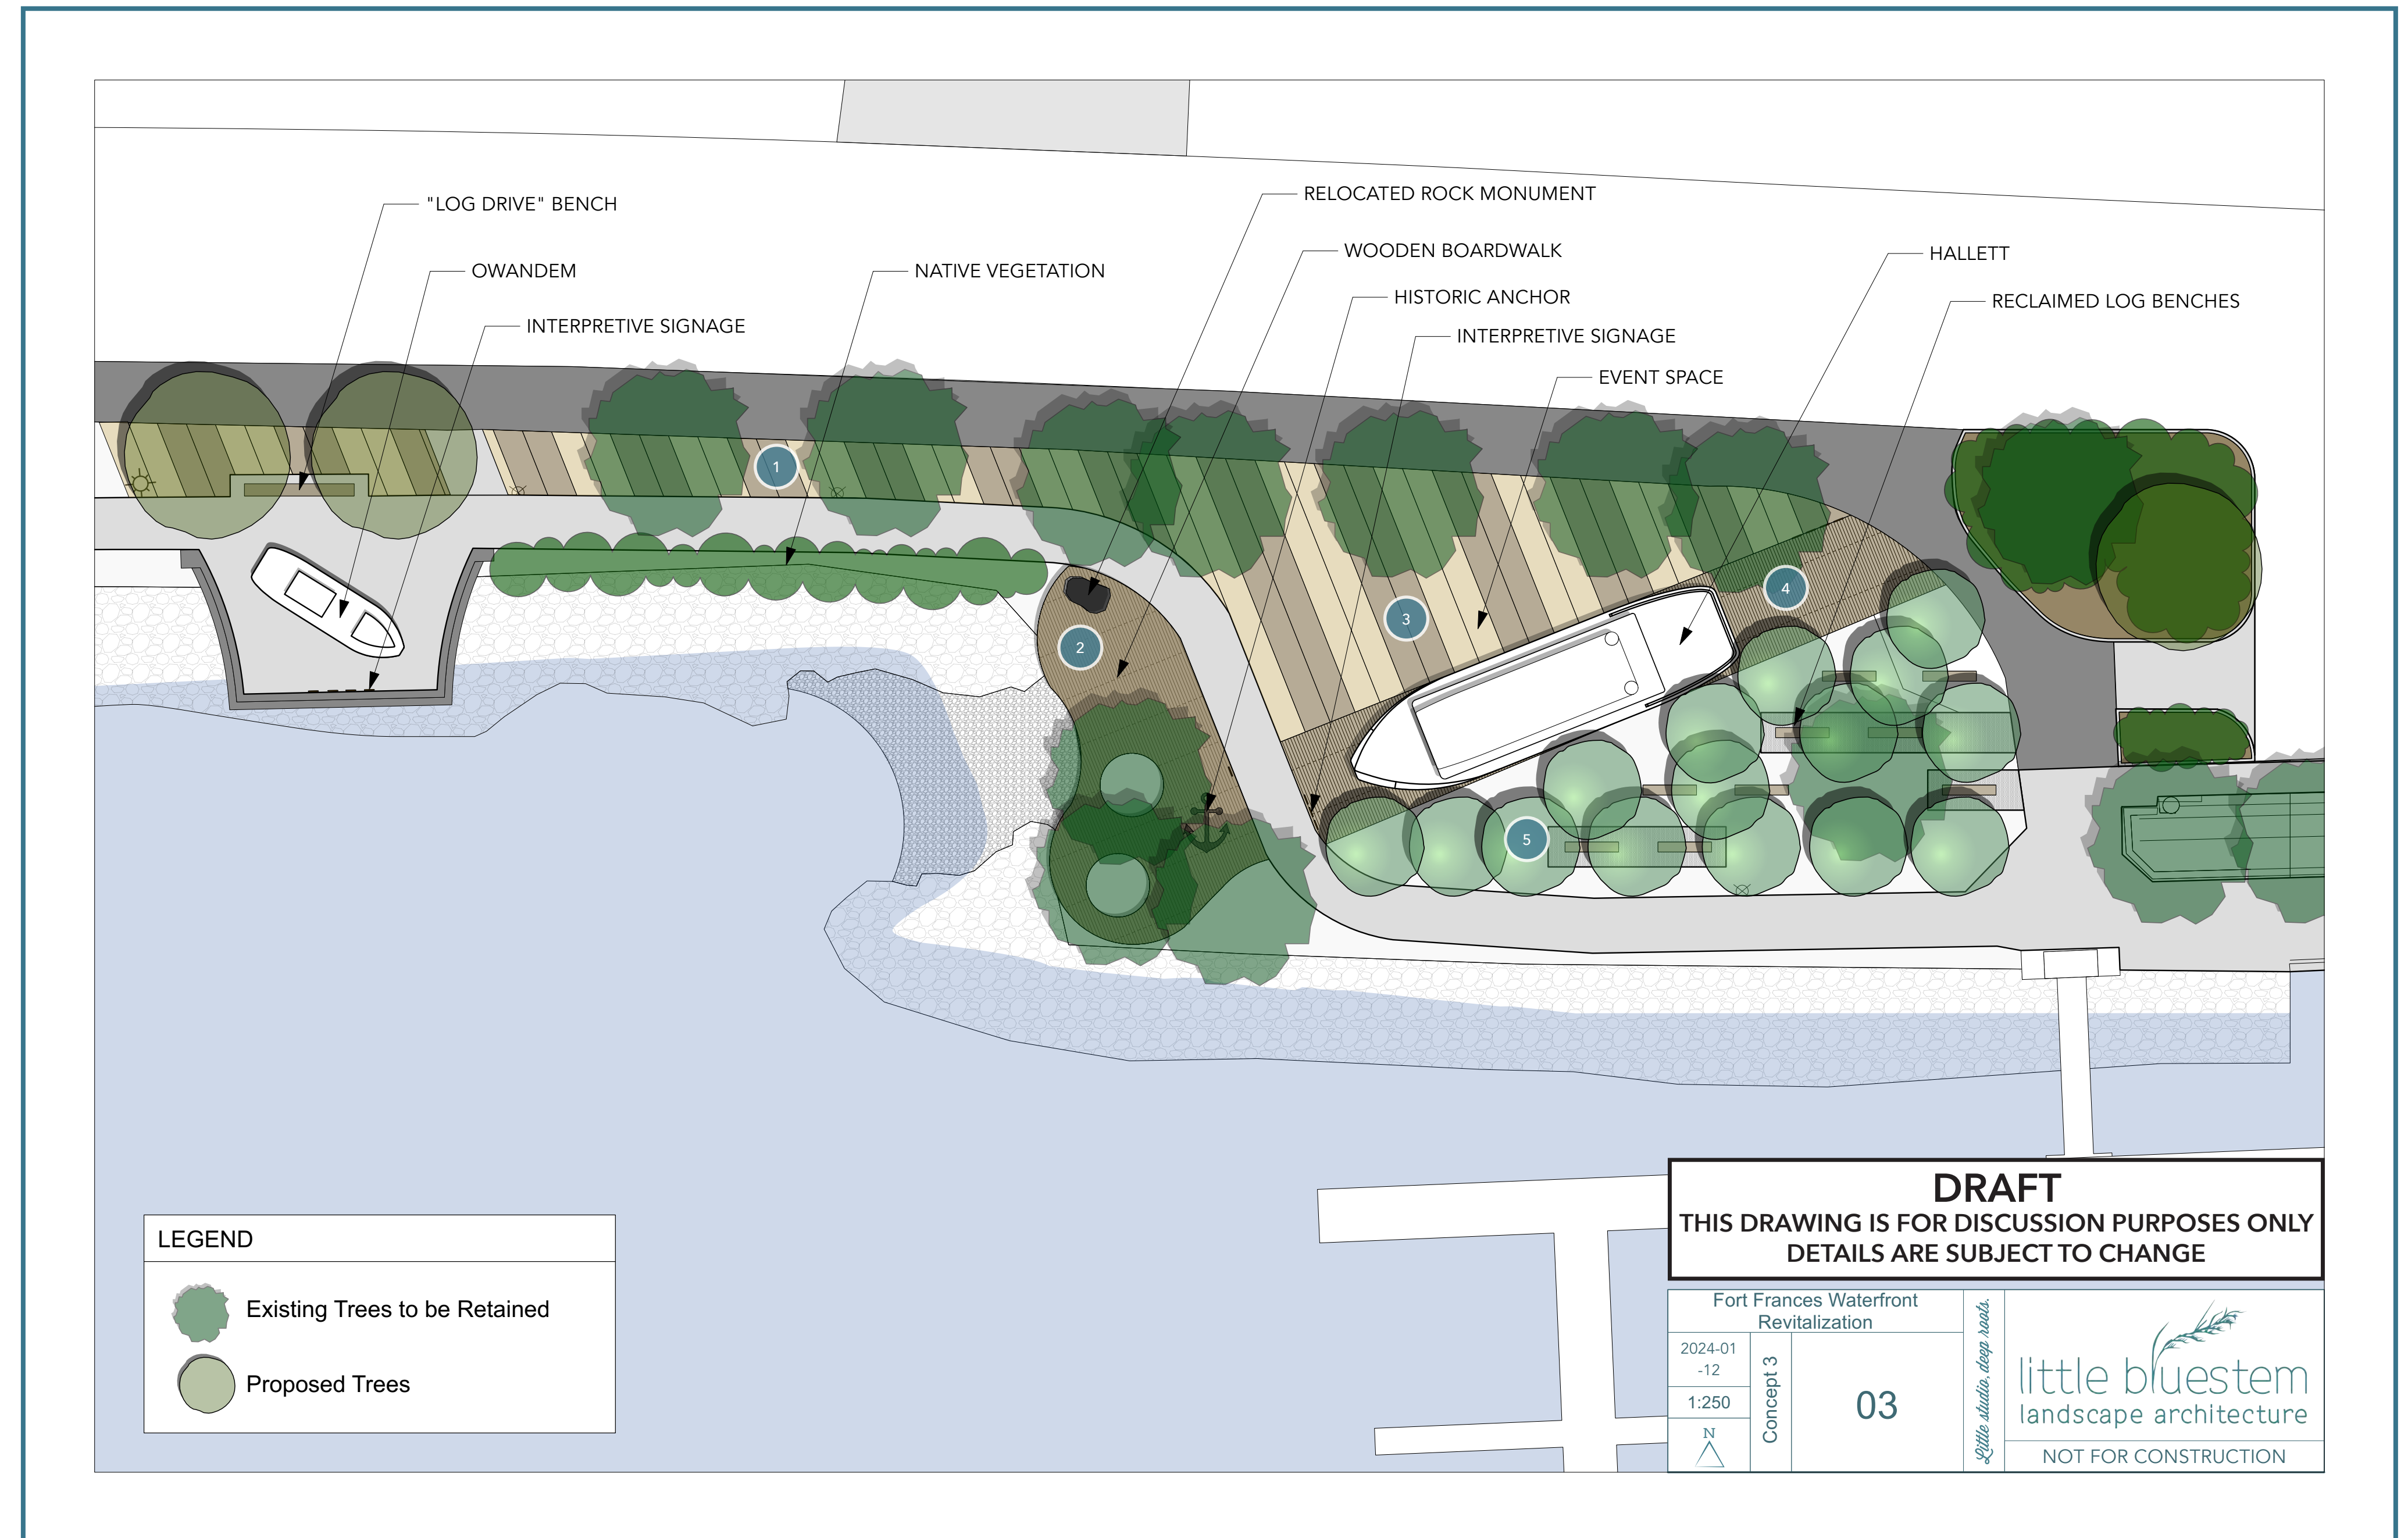 "LOG DRIVE" BENCH
OWANDEM
INTERPRETIVE SIGNAGE
NATIVE VEGETATION
RELOCATED ROCK MONUMENT
WOODEN BOARDWALK
HISTORIC ANCHOR
INTERPRETIVE SIGNAGE
EVENT SPACE
HALLETT
RECLAIMED LOG BENCHES
1
2
3
4
5
LEGEND
Existing Trees to be Retained
Proposed Trees
DRAFT
THIS DRAWING IS FOR DISCUSSION PURPOSES ONLY
DETAILS ARE SUBJECT TO CHANGE
Fort Frances Waterfront
Revitalization
2024-01
-12
1:250
N
Concept 3
03
Little studio, deep roots.
little bluestem
landscape architecture
NOT FOR CONSTRUCTION